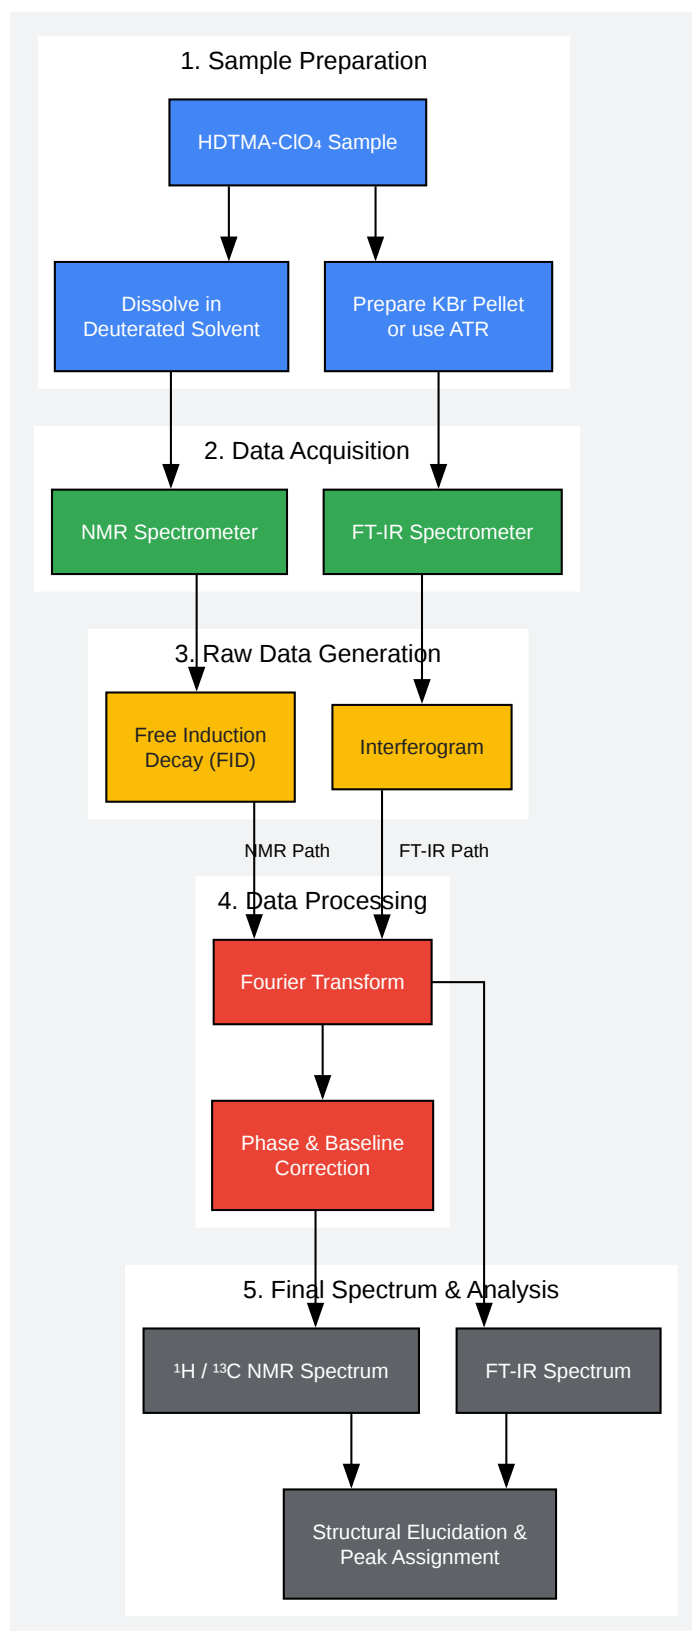 1. Sample Preparation
HDTMA-ClO₄ Sample
Dissolve in
Deuterated Solvent
Prepare KBr Pellet
or use ATR
2. Data Acquisition
NMR Spectrometer
FT-IR Spectrometer
3. Raw Data Generation
Free Induction
Decay (FID)
Interferogram
NMR Path
FT-IR Path
4. Data Processing
Fourier Transform
Phase & Baseline
Correction
5. Final Spectrum & Analysis
¹H / ¹³C NMR Spectrum
FT-IR Spectrum
Structural Elucidation &
Peak Assignment